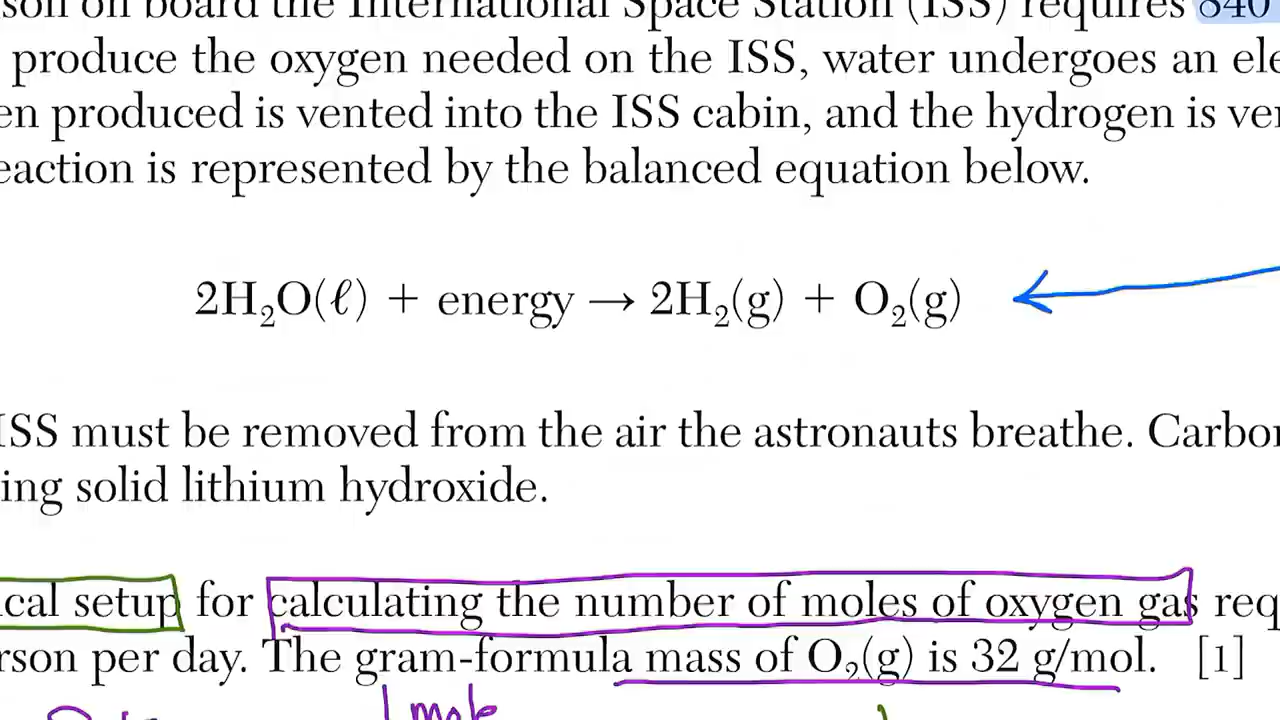 son on board the International Space Station (ISS) requires 840
produce the oxygen needed on the ISS, water undergoes an ele
en produced is vented into the ISS cabin, and the hydrogen is ve
eaction is represented by the balanced equation below.
2H₂O(ℓ) + energy → 2H₂(g) + O₂(g)
ISS must be removed from the air the astronauts breathe. Carbo
ing solid lithium hydroxide.
ical setup for calculating the number of moles of oxygen gas req
rson per day. The gram-formula mass of O₂(g) is 32 g/mol. [1]
1 mole